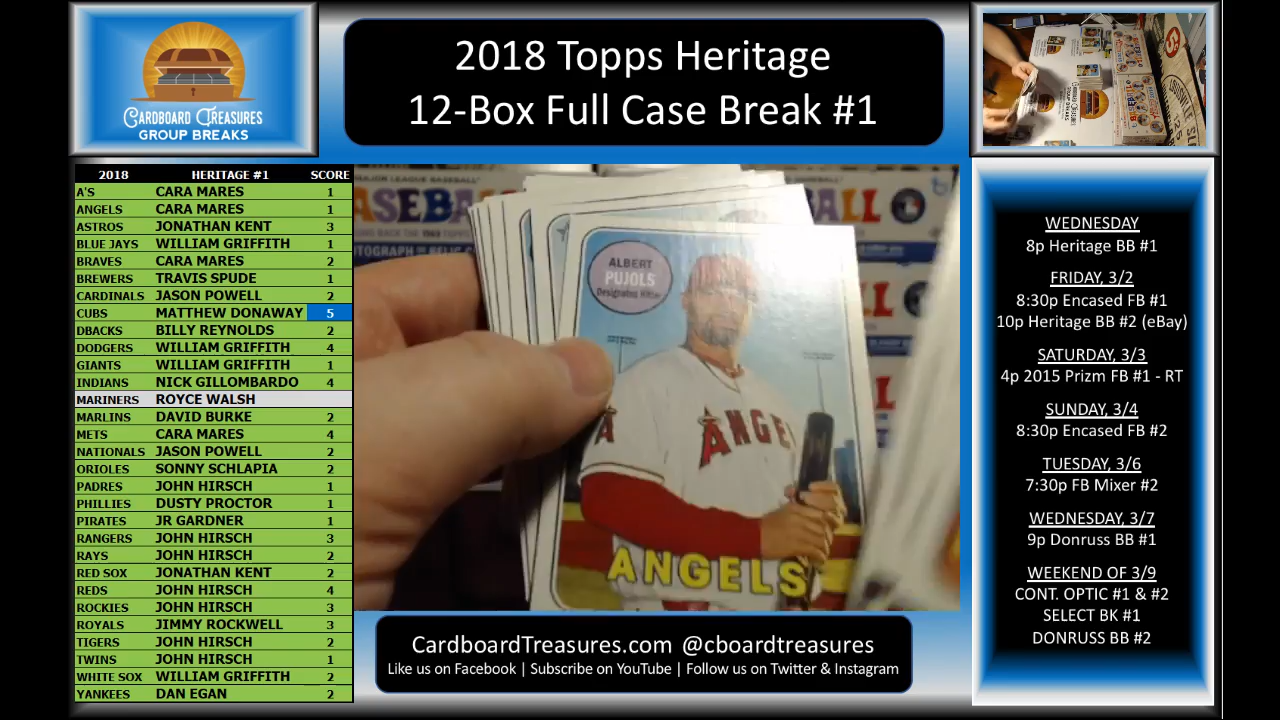 CARDBOARD TREASURES
GROUP BREAKS
2018 Topps Heritage
12-Box Full Case Break #1
2018 HERITAGE #1 SCORE
A'S CARA MARES 1
ANGELS CARA MARES 1
ASTROS JONATHAN KENT 3
BLUE JAYS WILLIAM GRIFFITH 1
BRAVES CARA MARES 2
BREWERS TRAVIS SPUDE 1
CARDINALS JASON POWELL 2
CUBS MATTHEW DONAWAY 5
DBACKS BILLY REYNOLDS 2
DODGERS WILLIAM GRIFFITH 4
GIANTS WILLIAM GRIFFITH 1
INDIANS NICK GILLOMBARDO 4
MARINERS ROYCE WALSH
MARLINS DAVID BURKE 2
METS CARA MARES 4
NATIONALS JASON POWELL 2
ORIOLES SONNY SCHLAPIA 2
PADRES JOHN HIRSCH 1
PHILLIES DUSTY PROCTOR 1
PIRATES JR GARDNER 1
RANGERS JOHN HIRSCH 3
RAYS JOHN HIRSCH 2
RED SOX JONATHAN KENT 2
REDS JOHN HIRSCH 4
ROCKIES JOHN HIRSCH 3
ROYALS JIMMY ROCKWELL 3
TIGERS JOHN HIRSCH 2
TWINS JOHN HIRSCH 1
WHITE SOX WILLIAM GRIFFITH 2
YANKEES DAN EGAN 2
MAJOR LEAGUE BASEBALL
ASEBALL
ALBERT
PUJOLS
Designated Hitter
ANGE
ANGELS
WEDNESDAY
8p Heritage BB #1
FRIDAY, 3/2
8:30p Encased FB #1
10p Heritage BB #2 (eBay)
SATURDAY, 3/3
4p 2015 Prizm FB #1 - RT
SUNDAY, 3/4
8:30p Encased FB #2
TUESDAY, 3/6
7:30p FB Mixer #2
WEDNESDAY, 3/7
9p Donruss BB #1
WEEKEND OF 3/9
CONT. OPTIC #1 & #2
SELECT BK #1
DONRUSS BB #2
CardboardTreasures.com @cboardtreasures
Like us on Facebook | Subscribe on YouTube | Follow us on Twitter & Instagram